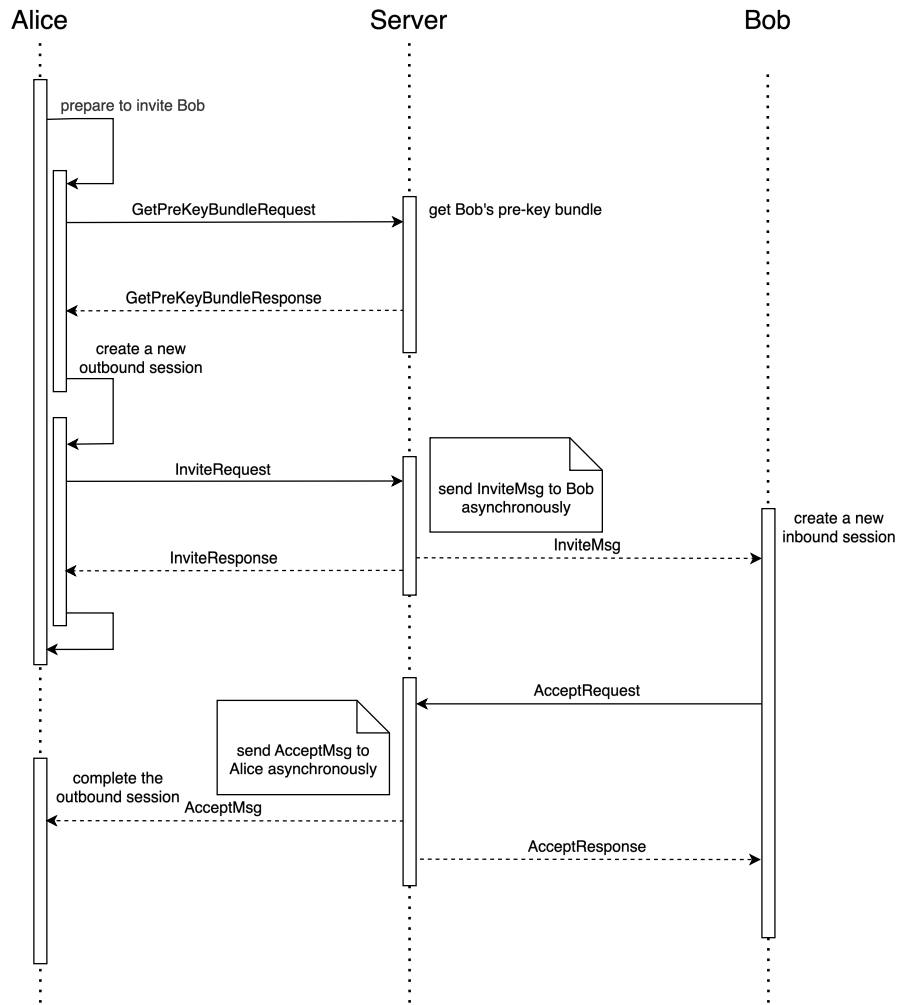 Alice
Server
Bob
prepare to invite Bob
GetPreKeyBundleRequest
get Bob's pre-key bundle
GetPreKeyBundleResponse
create a new
outbound session
InviteRequest
send InviteMsg to Bob
asynchronously
create a new
inbound session
InviteMsg
InviteResponse
AcceptRequest
send AcceptMsg to
Alice asynchronously
complete the
outbound session
AcceptMsg
AcceptResponse